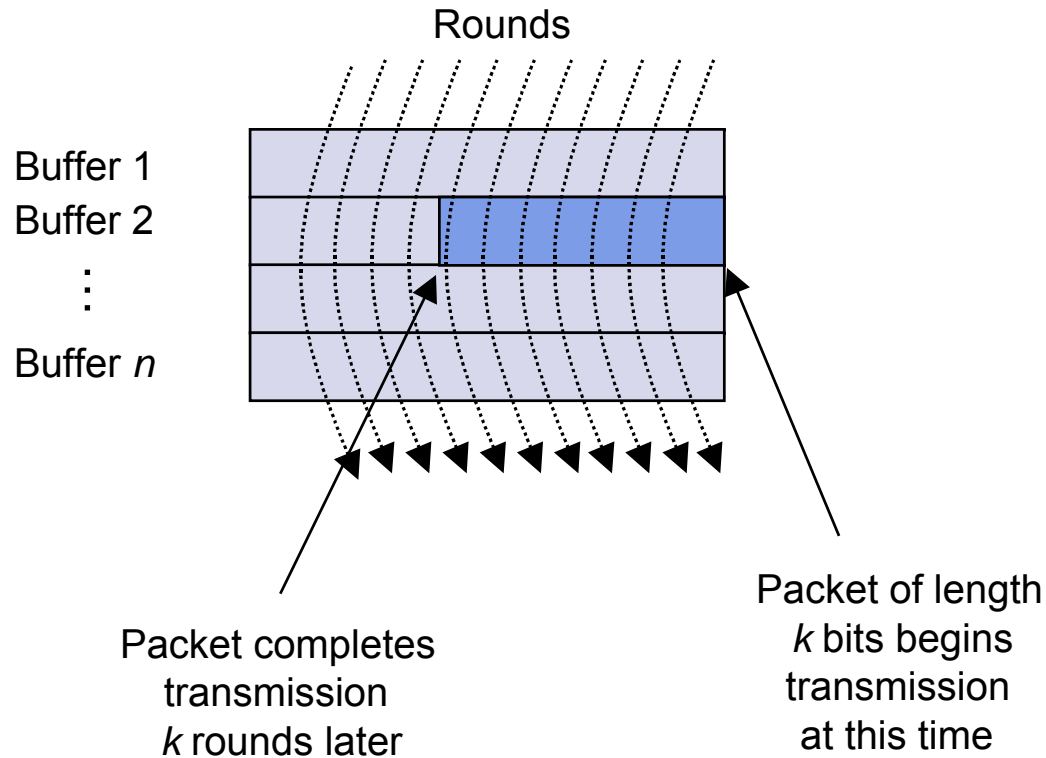 Rounds
Buffer 1
Buffer 2
⋮
Buffer n
Packet completes
transmission
k rounds later
Packet of length
k bits begins
transmission
at this time